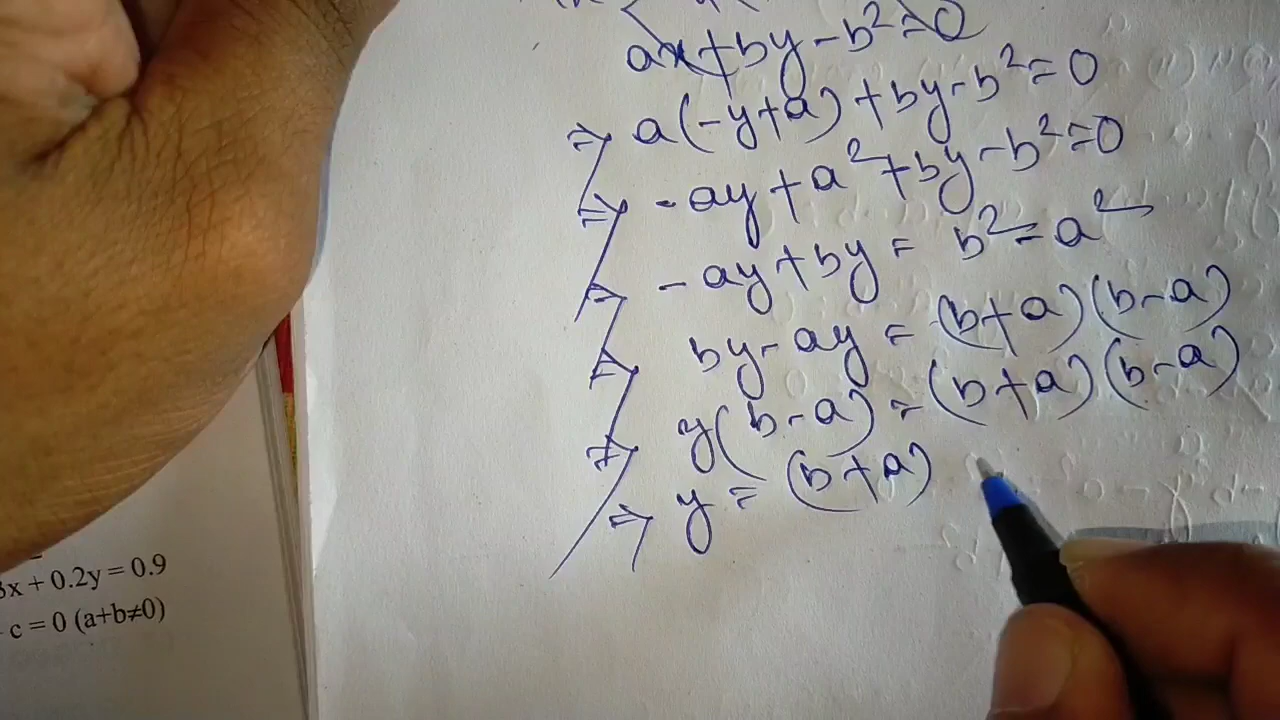 ax+by-b²=0
⇒ a(-y+a)+by-b²=0
⇒ -ay+a²+by-b²=0
⇒ -ay+by = b²-a²
⇒ by-ay = (b+a)(b-a)
⇒ y(b-a) = (b+a)(b-a)
⇒ y = (b+a)
x + 0.2y = 0.9
c = 0 (a+b≠0)